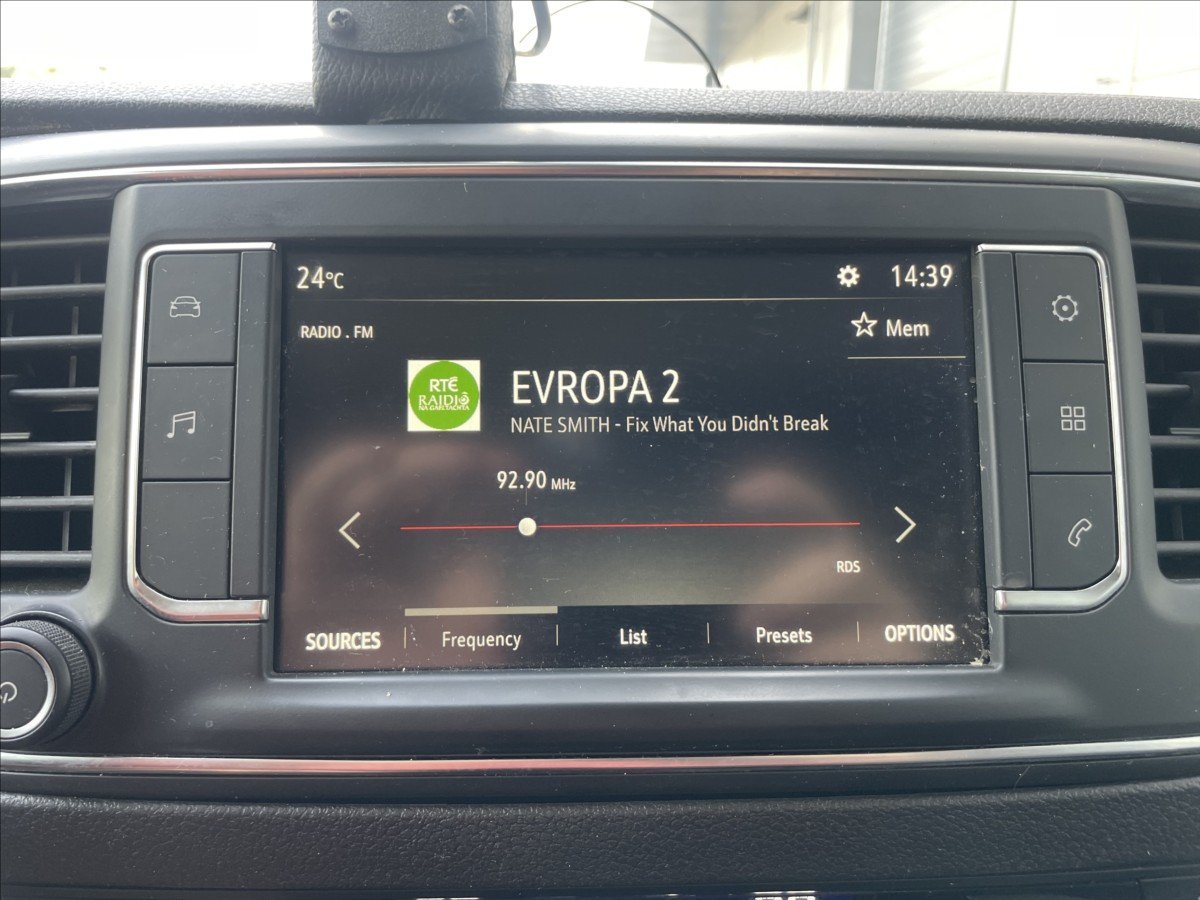 24°C
14:39
RADIO . FM
Mem
RTÉ
RAIDIÓ
NA GAELTACHTA
EVROPA 2
NATE SMITH - Fix What You Didn't Break
92.90 MHz
RDS
SOURCES
Frequency
List
Presets
OPTIONS